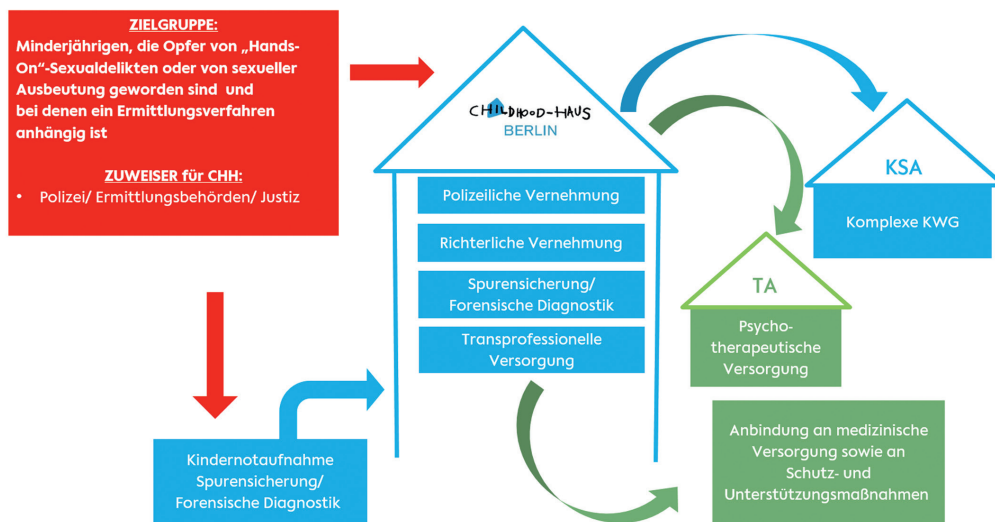 ZIELGRUPPE:
Minderjährigen, die Opfer von „Hands-
On“-Sexualdelikten oder von sexueller
Ausbeutung geworden sind und
bei denen ein Ermittlungsverfahren
anhängig ist
ZUWEISER für CHH:
• Polizei/ Ermittlungsbehörden/ Justiz
CHILDHOOD-HAUS
BERLIN
Polizeiliche Vernehmung
Richterliche Vernehmung
Spurensicherung/
Forensische Diagnostik
Transprofessionelle
Versorgung
KSA
Komplexe KWG
TA
Psycho-
therapeutische
Versorgung
Kindernotaufnahme
Spurensicherung/
Forensische Diagnostik
Anbindung an medizinische
Versorgung sowie an
Schutz- und
Unterstützungsmaßnahmen